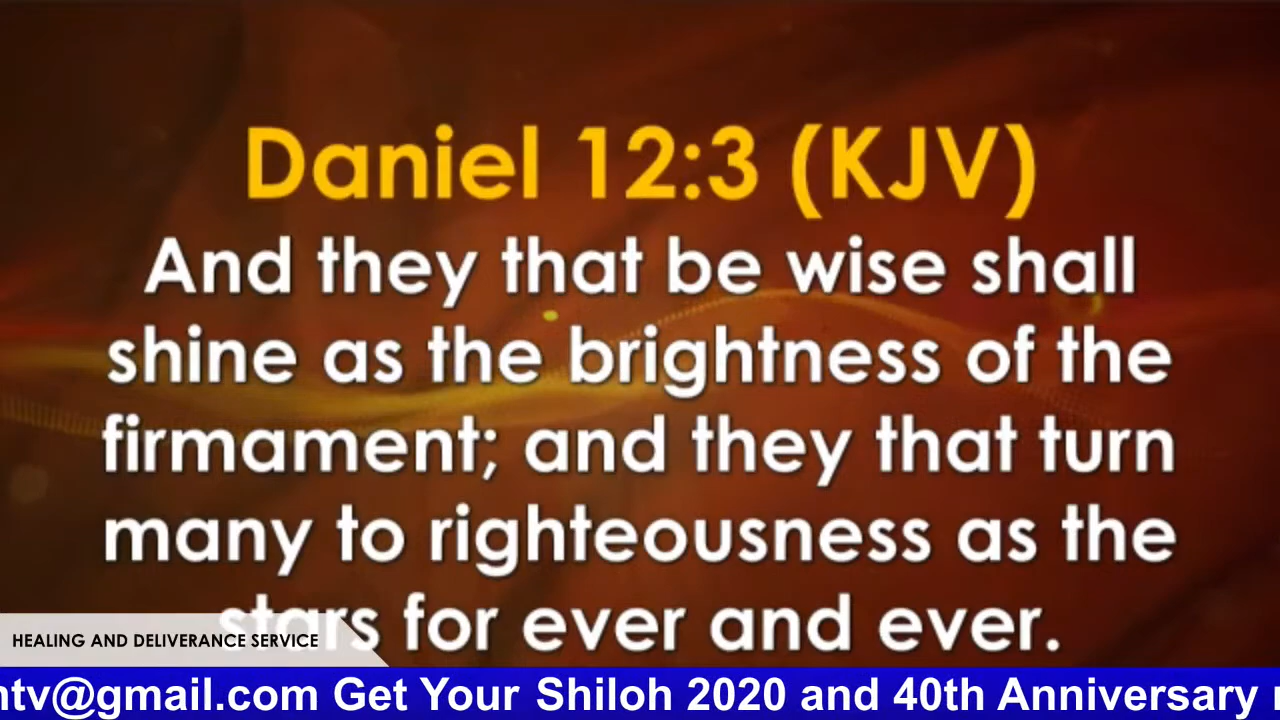 Daniel 12:3 (KJV)
And they that be wise shall
shine as the brightness of the
firmament; and they that turn
many to righteousness as the
stars for ever and ever.
HEALING AND DELIVERANCE SERVICE
ntv@gmail.com Get Your Shiloh 2020 and 40th Anniversary